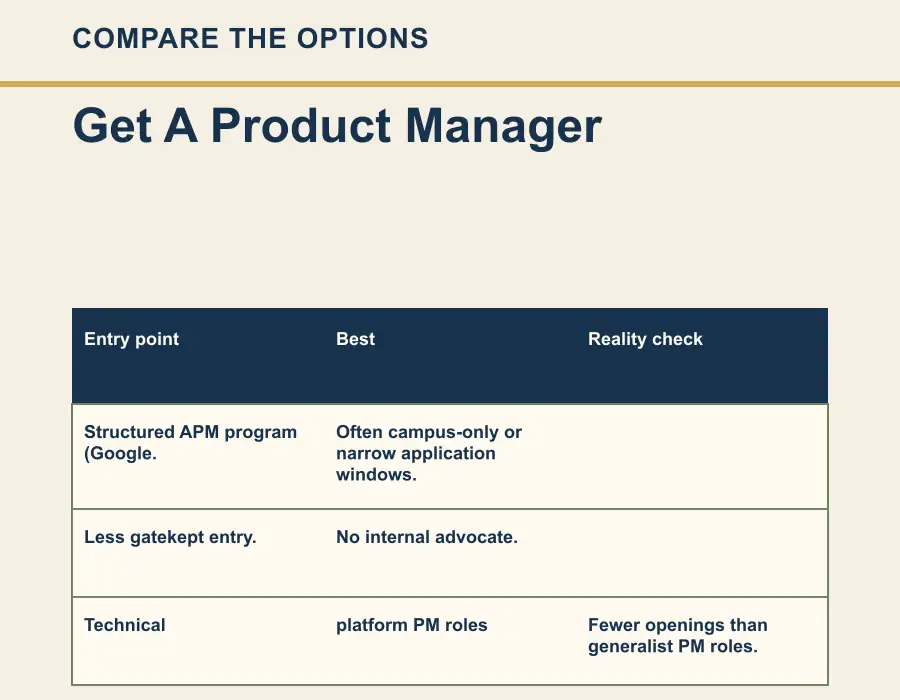 COMPARE THE OPTIONS
Get A Product Manager
Entry point Best Reality check
Structured APM program
(Google.
Often campus-only or
narrow application
windows.
Less gatekept entry. No internal advocate.
Technical platform PM roles
Fewer openings than
generalist PM roles.